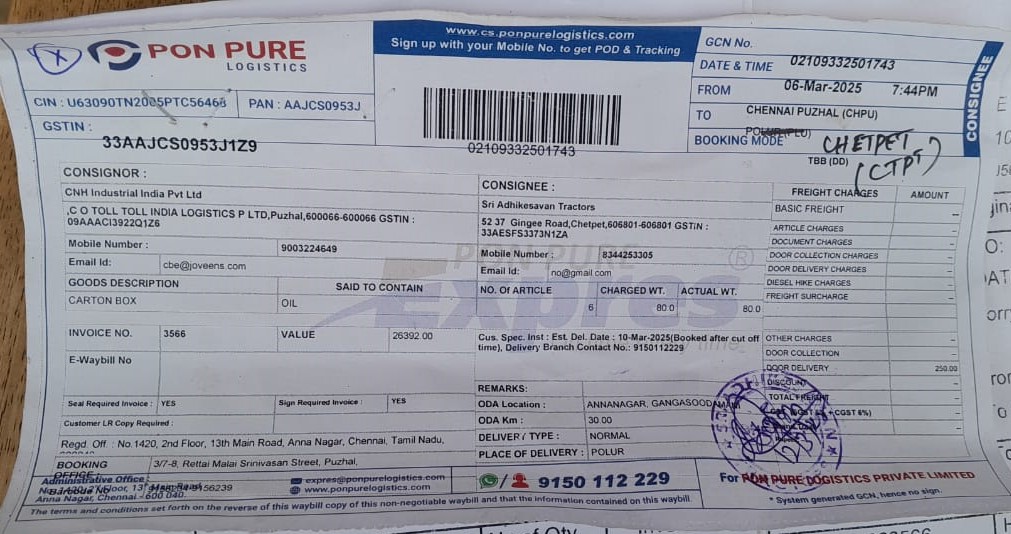 PON PURE
LOGISTICS
www.cs.ponpurelogistics.com
Sign up with your Mobile No. to get POD & Tracking
CONSIGNEE
GCN No.
02109332501743
DATE & TIME
06-Mar-2025 7:44PM
FROM
CHENNAI PUZHAL (CHPU)
TO
POLUR(PLU)
CHETPET
(CTPT)
BOOKING MODE
TBB (DD)
CIN : U63090TN2005PTC56468
PAN : AAJCS0953J
GSTIN :
33AAJCS0953J1Z9
02109332501743
CONSIGNOR :
CNH Industrial India Pvt Ltd
,C O TOLL TOLL INDIA LOGISTICS P LTD,Puzhal,600066-600066 GSTIN :
09AAACI3922Q1Z6
Mobile Number : 9003224649
Email Id: cbe@joveens.com
GOODS DESCRIPTION SAID TO CONTAIN
CARTON BOX OIL
INVOICE NO. 3566 VALUE 26392.00
E-Waybill No
Seal Required Invoice : YES Sign Required Invoice : YES
Customer LR Copy Required :
CONSIGNEE :
Sri Adhikesavan Tractors
52 37 Gingee Road,Chetpet,606801-606801 GSTIN :
33AESFS3373N1ZA
Mobile Number : 8344253305
Email Id: no@gmail.com
NO. Of ARTICLE CHARGED WT. ACTUAL WT.
6 80.0 80.0
PON PURE
Expres
®
Cus. Spec. Inst : Est. Del. Date : 10-Mar-2025(Booked after cut off
time), Delivery Branch Contact No.: 9150112229
REMARKS:
ODA Location : ANNANAGAR, GANGASOOD
ODA Km : 30.00
DELIVER / TYPE : NORMAL
PLACE OF DELIVERY : POLUR
FREIGHT CHARGES AMOUNT
BASIC FREIGHT –
ARTICLE CHARGES –
DOCUMENT CHARGES –
DOOR COLLECTION CHARGES –
DOOR DELIVERY CHARGES –
DIESEL HIKE CHARGES –
FREIGHT SURCHARGE –
OTHER CHARGES –
DOOR COLLECTION –
DOOR DELIVERY 250.00
DISCOUNT –
TOTAL FREIGHT –
Regd. Off. : No.1420, 2nd Floor, 13th Main Road, Anna Nagar, Chennai, Tamil Nadu,
BOOKING
OFFICE
3/7-8, Rettai Malai Srinivasan Street, Puzhal,
Administrative Office :
Anna Nagar, Chennai - 600 040.
expres@ponpurelogistics.com
www.ponpurelogistics.com
9150 112 229
For PON PURE LOGISTICS PRIVATE LIMITED
* System generated GCN, hence no sign.
The terms and conditions set forth on the reverse of this waybill copy of this non-negotiable waybill and that the information contained on this waybill.